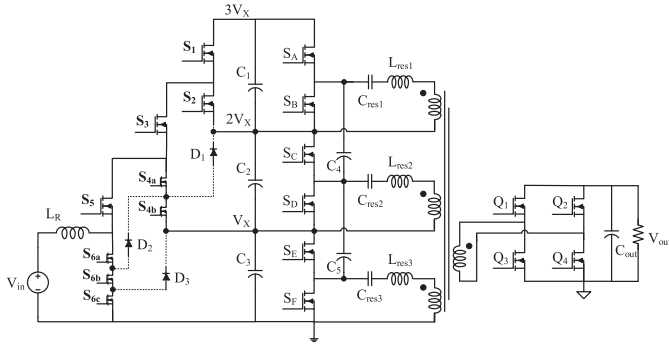 3V_X
S_1
S_A
L_res1
C_1
S_2
S_B
C_res1
S_3
2V_X
D_1
S_C
C_4
L_res2
S_4a
C_2
S_5
S_4b
S_D
C_res2
Q_1
Q_2
L_R
V_X
D_2
S_E
C_out
V_out
V_in
S_6a
C_3
C_5
L_res3
S_6b
D_3
Q_3
Q_4
S_6c
S_F
C_res3